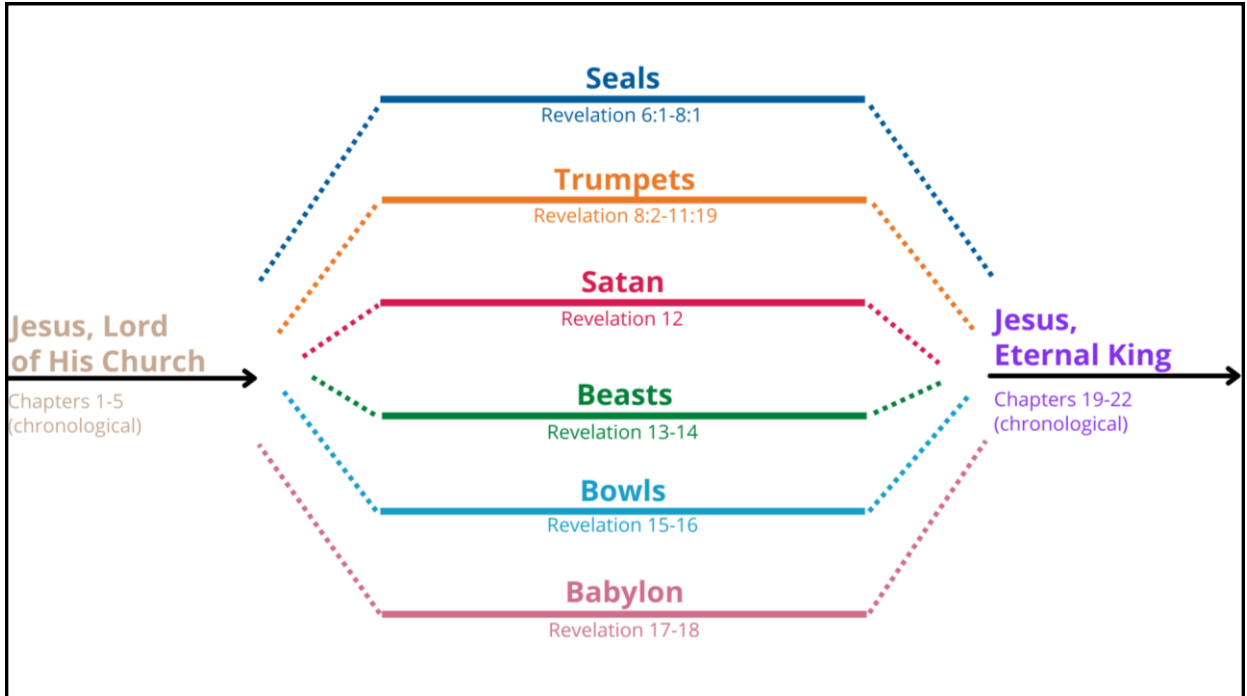 Seals
Revelation 6:1-8:1
Trumpets
Revelation 8:2-11:19
Satan
Revelation 12
Jesus, Lord
of His Church
Chapters 1-5
(chronological)
Beasts
Revelation 13-14
Jesus,
Eternal King
Chapters 19-22
(chronological)
Bowls
Revelation 15-16
Babylon
Revelation 17-18